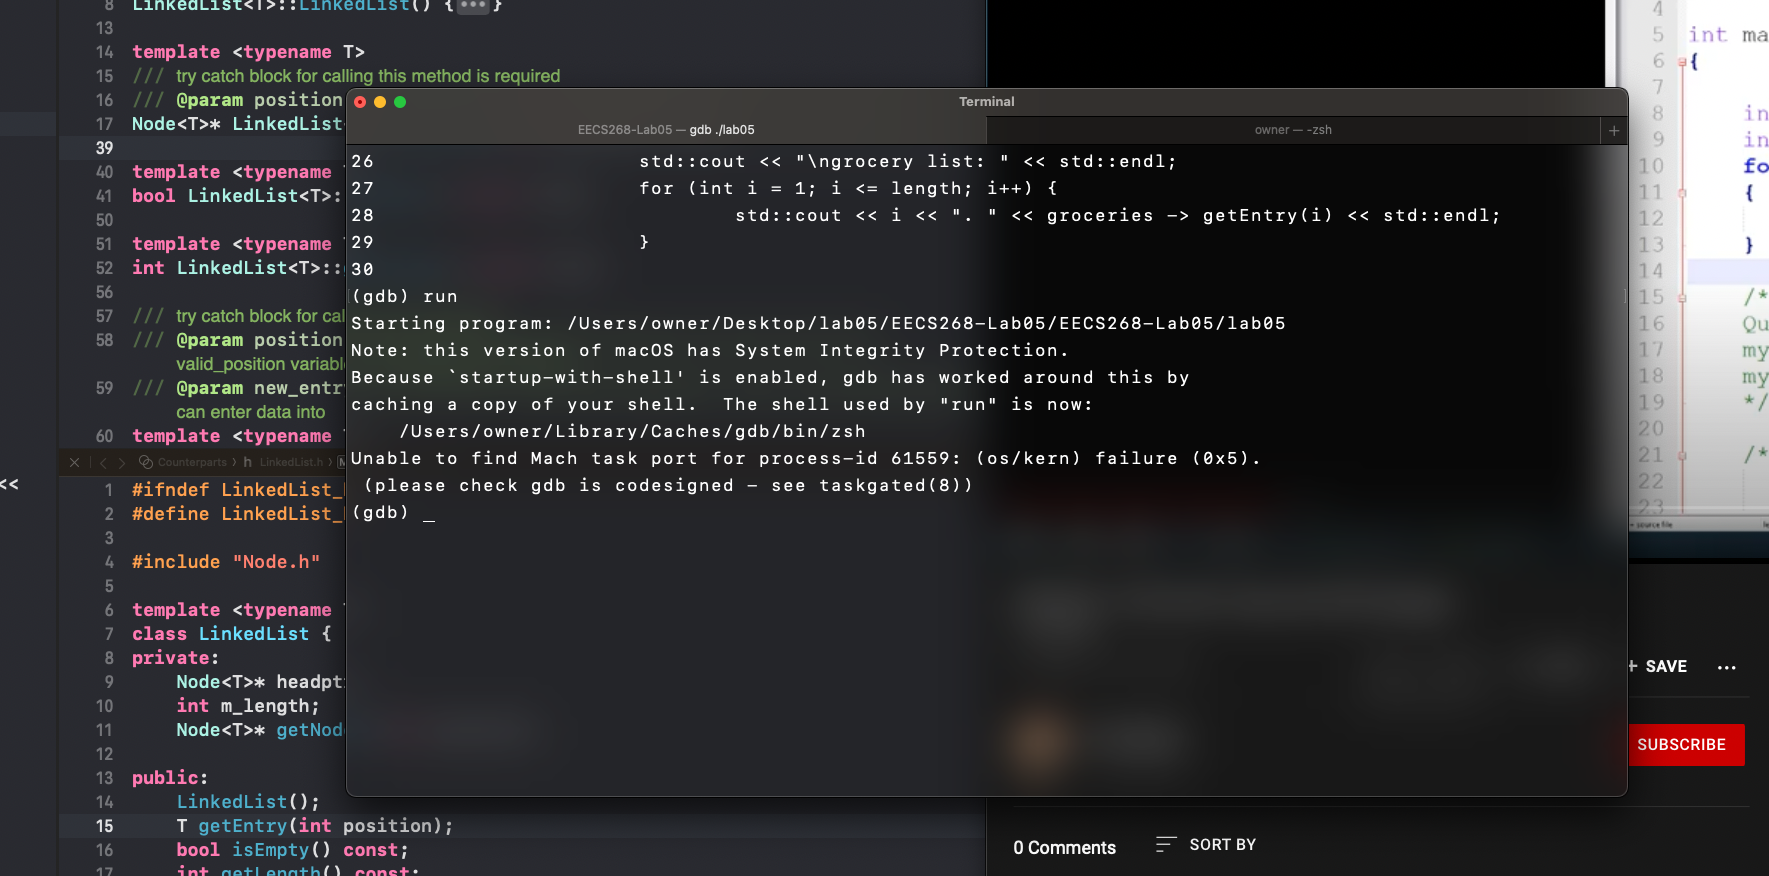 8 LinkedList<T>::LinkedList() {•••}
13
14 template <typename T>
15 /// try catch block for calling this method is required
16 /// @param position
17 Node<T>* LinkedList
39
40 template <typename
41 bool LinkedList<T>:
50
51 template <typename
52 int LinkedList<T>::
56
57 /// try catch block for cal
58 /// @param position
valid_position variabl
59 /// @param new_entr
can enter data into
60 template <typename
Counterparts › h LinkedList.h › M
<<
1 #ifndef LinkedList_
2 #define LinkedList_
3
4 #include "Node.h"
5
6 template <typename
7 class LinkedList {
8 private:
9 Node<T>* headpt
10 int m_length;
11 Node<T>* getNod
12
13 public:
14 LinkedList();
15 T getEntry(int position);
16 bool isEmpty() const;
17 int getLength() const;
Terminal
EECS268-Lab05 — gdb ./lab05
owner — -zsh
+
26 std::cout << "\ngrocery list: " << std::endl;
27 for (int i = 1; i <= length; i++) {
28 std::cout << i << ". " << groceries -> getEntry(i) << std::endl;
29 }
30
(gdb) run
Starting program: /Users/owner/Desktop/lab05/EECS268-Lab05/EECS268-Lab05/lab05
Note: this version of macOS has System Integrity Protection.
Because `startup-with-shell' is enabled, gdb has worked around this by
caching a copy of your shell.  The shell used by "run" is now:
/Users/owner/Library/Caches/gdb/bin/zsh
Unable to find Mach task port for process-id 61559: (os/kern) failure (0x5).
(please check gdb is codesigned - see taskgated(8))
(gdb) _
4
5 int ma
6 {
7
8 in
9 in
10 fo
11 {
12
13 }
14
15 /*
16 Qu
17 my
18 my
19 */
20
21 /*
22
23
source file
+ SAVE ...
SUBSCRIBE
0 Comments
SORT BY